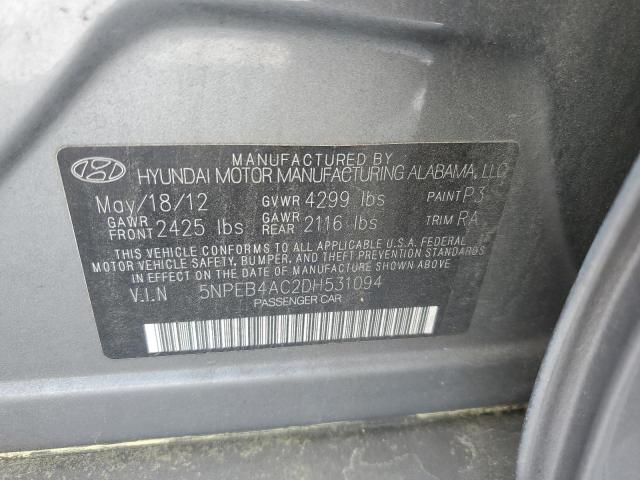 MANUFACTURED BY
HYUNDAI MOTOR MANUFACTURING ALABAMA, LLC
May/18/12 GVWR 4299 lbs PAINT P3
GAWR FRONT 2425 lbs GAWR REAR 2116 lbs TRIM RA
THIS VEHICLE CONFORMS TO ALL APPLICABLE U.S.A. FEDERAL
MOTOR VEHICLE SAFETY, BUMPER, AND THEFT PREVENTION STANDARDS
IN EFFECT ON THE DATE OF MANUFACTURE SHOWN ABOVE.
V.I.N 5NPEB4AC2DH531094
PASSENGER CAR